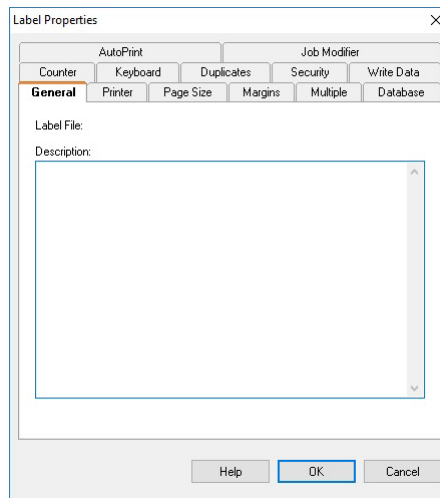 Label Properties
AutoPrint Job Modifier
Counter Keyboard Duplicates Security Write Data
General Printer Page Size Margins Multiple Database
Label File:
Description:
Help OK Cancel